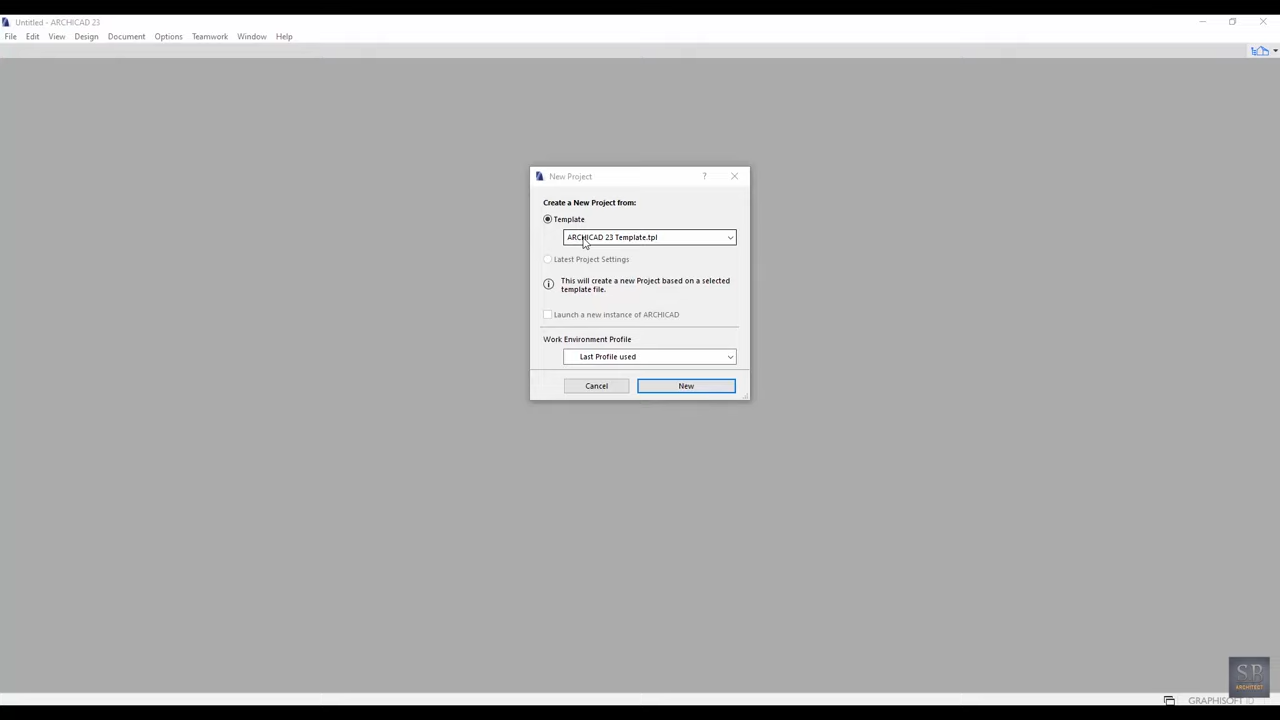 Untitled - ARCHICAD 23
File Edit View Design Document Options Teamwork Window Help
New Project
?
Create a New Project from:
Template
ARCHICAD 23 Template.tpl
Latest Project Settings
This will create a new Project based on a selected
template file.
Launch a new instance of ARCHICAD
Work Environment Profile
Last Profile used
Cancel New
SP
ARCHITECT
GRAPHISOFT ID